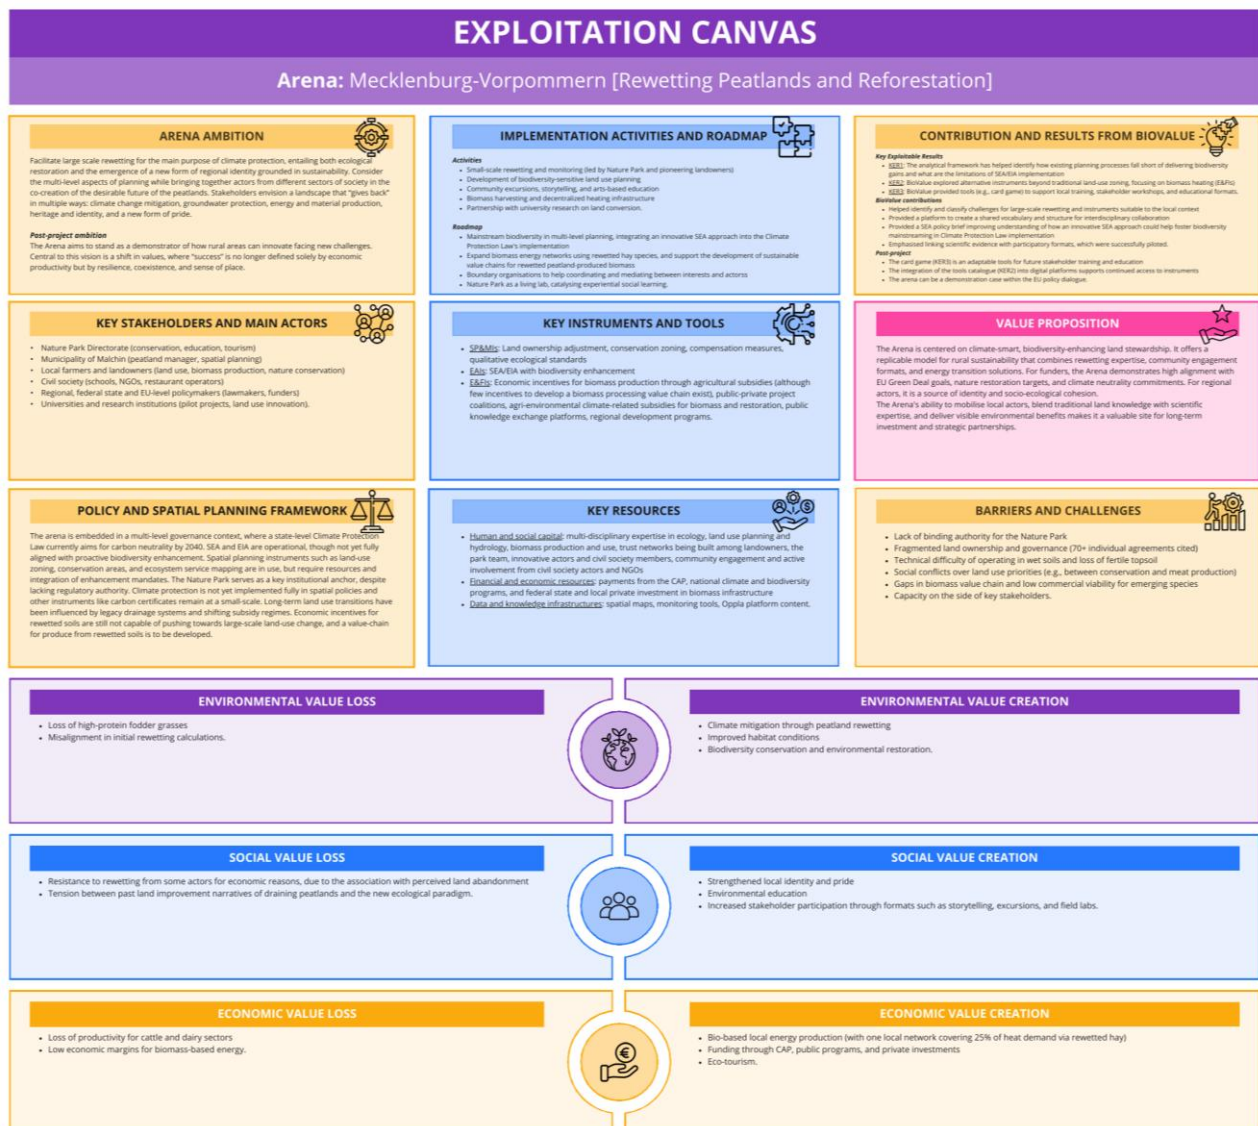 EXPLOITATION CANVAS
Arena: Mecklenburg-Vorpommern [Rewetting Peatlands and Reforestation]
ARENA AMBITION
Facilitate large scale rewetting for the main purpose of climate protection, entailing both ecological
restoration and the emergence of a new form of regional identity grounded in sustainability. Consider
the multi-level aspects of planning while bringing together actors from different sectors of society in the
co-creation of the desirable future of the peatlands. Stakeholders envision a landscape that "gives back"
in multiple ways: climate change mitigation, groundwater protection, energy and material production,
heritage and identity, and a new form of pride.
Post-project ambition
The Arena aims to stand as a demonstrator of how rural areas can innovate facing new challenges.
Central to this vision is a shift in values, where "success" is no longer defined solely by economic
productivity but by resilience, coexistence, and sense of place.
IMPLEMENTATION ACTIVITIES AND ROADMAP
Activities
• Small-scale rewetting and monitoring (led by Nature Park and pioneering landowners)
• Development of biodiversity-sensitive land use planning
• Community excursions, storytelling, and arts-based education
• Biomass harvesting and decentralized heating infrastructure
• Partnership with university research on land conversion.
Roadmap
• Mainstream biodiversity in multi-level planning, integrating an innovative SEA approach into the Climate
Protection Law's implementation
• Expand biomass energy networks using rewetted hay species, and support the development of sustainable
value chains for rewetted peatland-produced biomass
• Boundary organisations to help coordinating and mediating between interests and actorss
• Nature Park as a living lab, catalysing experiential social learning.
CONTRIBUTION AND RESULTS FROM BIOVALUE
Key Exploitable Results
• KER1: The analytical framework has helped identify how existing planning processes fall short of delivering biodiversity
gains and what are the limitations of SEA/EIA implementation
• KER2: BioValue explored alternative instruments beyond traditional land-use zoning, focusing on biomass heating (E&FIs)
• KER3: BioValue provided tools (e.g., card game) to support local training, stakeholder workshops, and educational formats.
BioValue contributions
• Helped identify and classify challenges for large-scale rewetting and instruments suitable to the local context
• Provided a platform to create a shared vocabulary and structure for interdisciplinary collaboration
• Provided a SEA policy brief improving understanding of how an innovative SEA approach could help foster biodiversity
mainstreaming in Climate Protection Law implementation
• Emphasised linking scientific evidence with participatory formats, which were successfully piloted.
Post-project
• The card game (KER3) is an adaptable tools for future stakeholder training and education
• The integration of the tools catalogue (KER2) into digital platforms supports continued access to instruments
• The arena can be a demonstration case within the EU policy dialogue.
KEY STAKEHOLDERS AND MAIN ACTORS
• Nature Park Directorate (conservation, education, tourism)
• Municipality of Malchin (peatland manager, spatial planning)
• Local farmers and landowners (land use, biomass production, nature conservation)
• Civil society (schools, NGOs, restaurant operators)
• Regional, federal state and EU-level policymakers (lawmakers, funders)
• Universities and research institutions (pilot projects, land use innovation).
KEY INSTRUMENTS AND TOOLS
• SP&MIs: Land ownership adjustment, conservation zoning, compensation measures,
qualitative ecological standards
• EAIs: SEA/EIA with biodiversity enhancement
• E&FIs: Economic incentives for biomass production through agricultural subsidies (although
few incentives to develop a biomass processing value chain exist), public-private project
coalitions, agri-environmental climate-related subsidies for biomass and restoration, public
knowledge exchange platforms, regional development programs.
VALUE PROPOSITION
The Arena is centered on climate-smart, biodiversity-enhancing land stewardship. It offers a
replicable model for rural sustainability that combines rewetting expertise, community engagement
formats, and energy transition solutions. For funders, the Arena demonstrates high alignment with
EU Green Deal goals, nature restoration targets, and climate neutrality commitments. For regional
actors, it is a source of identity and socio-ecological cohesion.
The Arena's ability to mobilise local actors, blend traditional land knowledge with scientific
expertise, and deliver visible environmental benefits makes it a valuable site for long-term
investment and strategic partnerships.
POLICY AND SPATIAL PLANNING FRAMEWORK
The arena is embedded in a multi-level governance context, where a state-level Climate Protection
Law currently aims for carbon neutrality by 2040. SEA and EIA are operational, though not yet fully
aligned with proactive biodiversity enhancement. Spatial planning instruments such as land-use
zoning, conservation areas, and ecosystem service mapping are in use, but require resources and
integration of enhancement mandates. The Nature Park serves as a key institutional anchor, despite
lacking regulatory authority. Climate protection is not yet implemented fully in spatial policies and
other instruments like carbon certificates remain at a small-scale. Long-term land use transitions have
been influenced by legacy drainage systems and shifting subsidy regimes. Economic incentives for
rewetted soils are still not capable of pushing towards large-scale land-use change, and a value-chain
for produce from rewetted soils is to be developed.
KEY RESOURCES
• Human and social capital: multi-disciplinary expertise in ecology, land use planning and
hydrology, biomass production and use, trust networks being built among landowners, the
park team, innovative actors and civil society members, community engagement and active
involvement from civil society actors and NGOs
• Financial and economic resources: payments from the CAP, national climate and biodiversity
programs, and federal state and local private investment in biomass infrastructure
• Data and knowledge infrastructures: spatial maps, monitoring tools, Oppla platform content.
BARRIERS AND CHALLENGES
• Lack of binding authority for the Nature Park
• Fragmented land ownership and governance (70+ individual agreements cited)
• Technical difficulty of operating in wet soils and loss of fertile topsoil
• Social conflicts over land use priorities (e.g., between conservation and meat production)
• Gaps in biomass value chain and low commercial viability for emerging species
• Capacity on the side of key stakeholders.
ENVIRONMENTAL VALUE LOSS
• Loss of high-protein fodder grasses
• Misalignment in initial rewetting calculations.
ENVIRONMENTAL VALUE CREATION
• Climate mitigation through peatland rewetting
• Improved habitat conditions
• Biodiversity conservation and environmental restoration.
SOCIAL VALUE LOSS
• Resistance to rewetting from some actors for economic reasons, due to the association with perceived land abandonment
• Tension between past land improvement narratives of draining peatlands and the new ecological paradigm.
SOCIAL VALUE CREATION
• Strengthened local identity and pride
• Environmental education
• Increased stakeholder participation through formats such as storytelling, excursions, and field labs.
ECONOMIC VALUE LOSS
• Loss of productivity for cattle and dairy sectors
• Low economic margins for biomass-based energy.
ECONOMIC VALUE CREATION
• Bio-based local energy production (with one local network covering 25% of heat demand via rewetted hay)
• Funding through CAP, public programs, and private investments
• Eco-tourism.